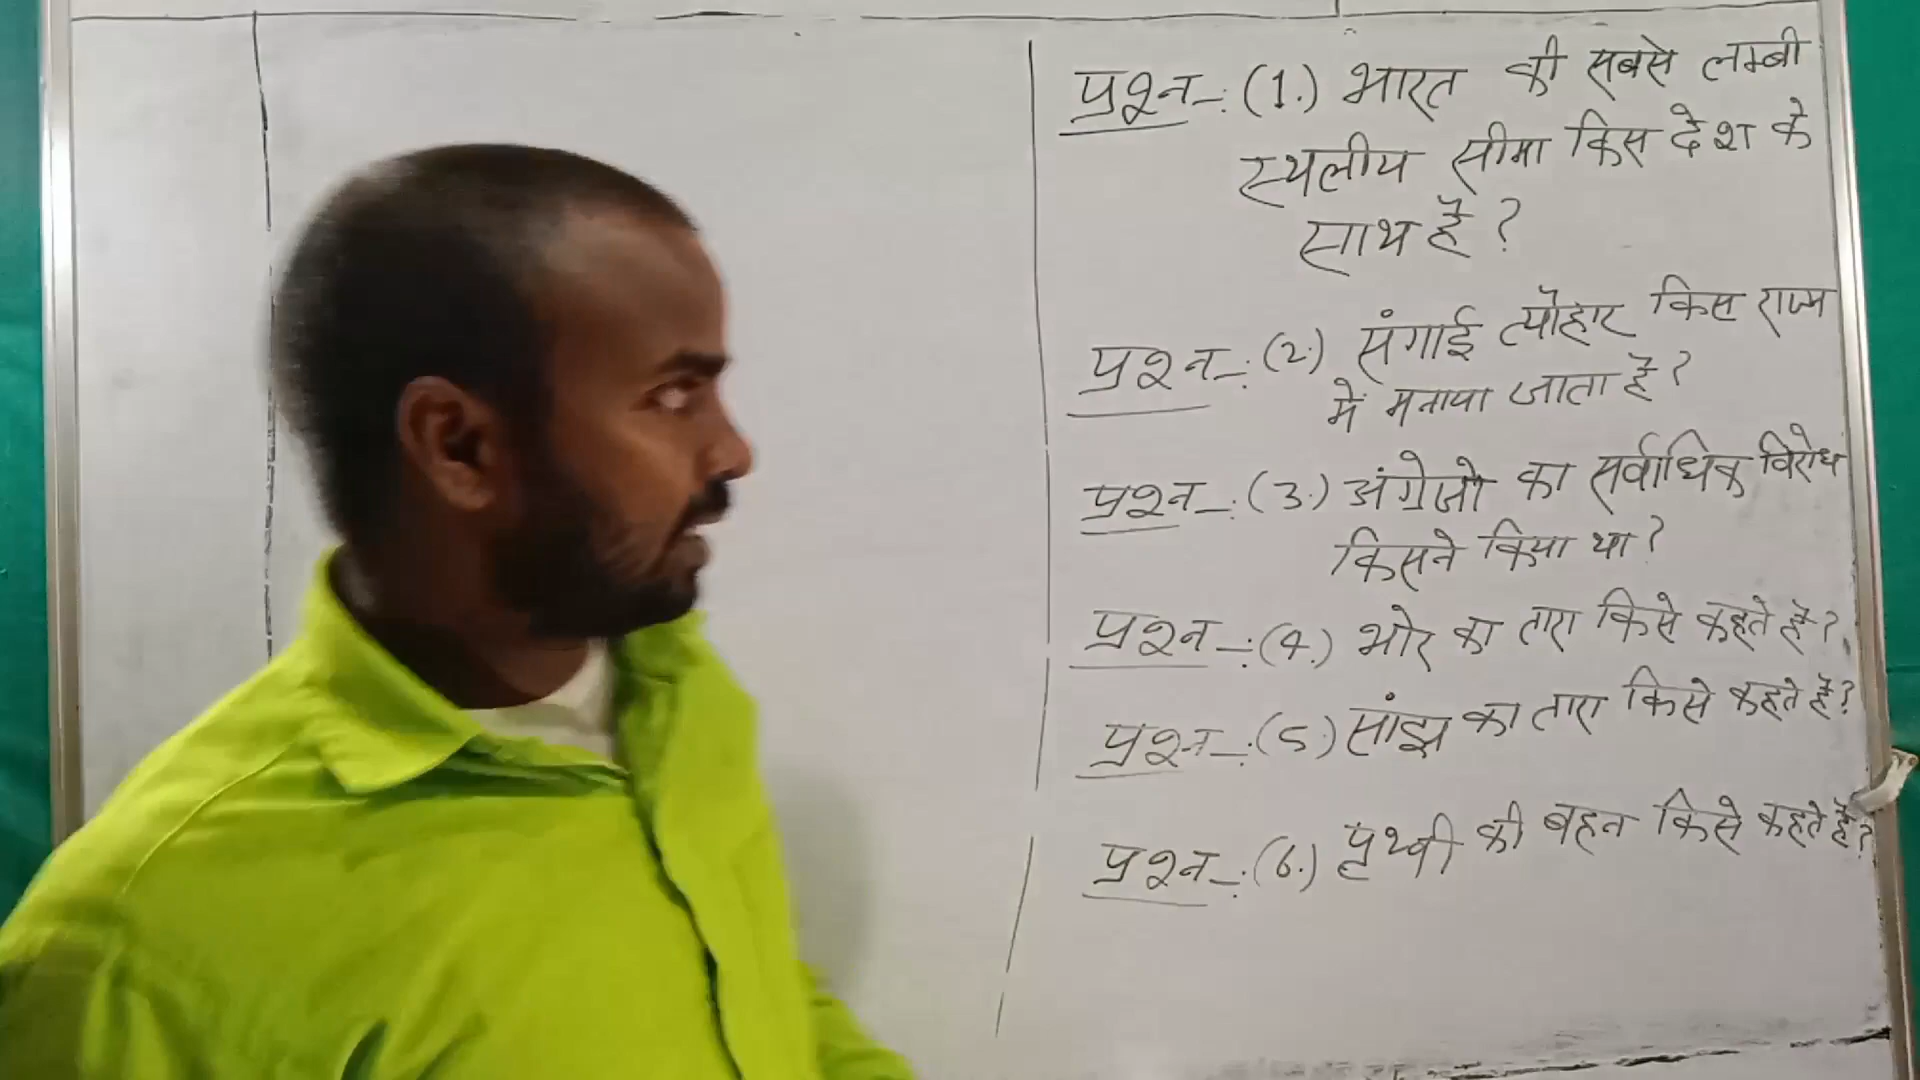 प्रश्न-: (1.) भारत की सबसे लम्बी
स्थलीय सीमा किस देश के
साथ है ?
प्रश्न-: (2.) संगाई त्यौहार किस राज्य
में मनाया जाता है ?
प्रश्न-: (3.) अंग्रेजो का सर्वाधिक विरोध
किसने किया था ?
प्रश्न-: (4.) भोर का तारा किसे कहते है ?
प्रश्न-: (5.) सांझ का तारा किसे कहते है ?
प्रश्न-: (6.) पृथ्वी की बहन किसे कहते है ?